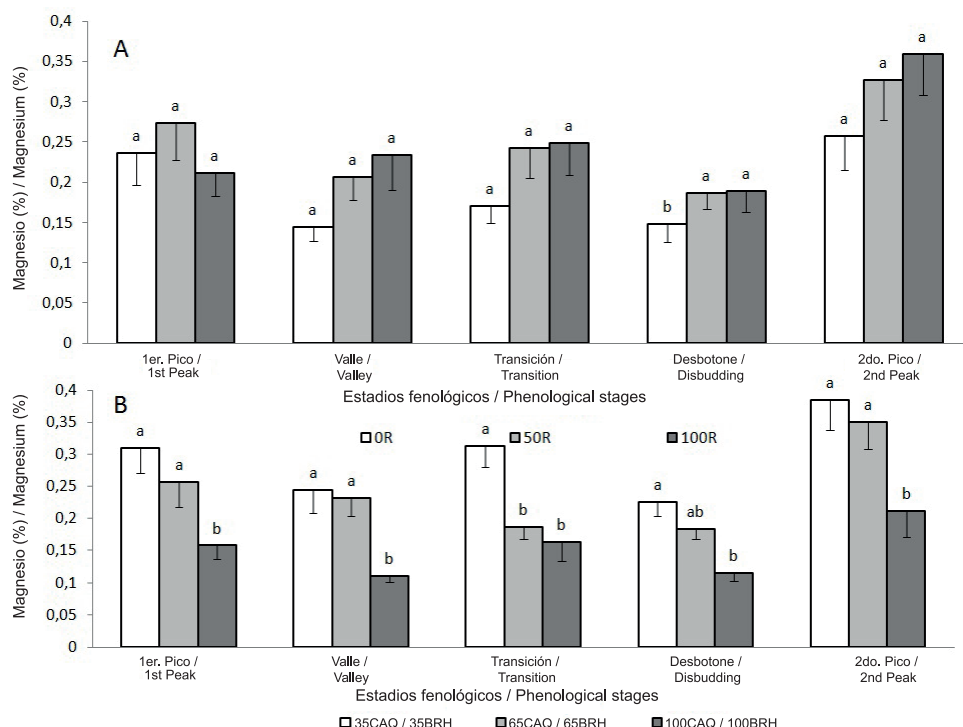 Magnesio (%) / Magnesium (%)
A
0,4
0,35
0,3
0,25
0,2
0,15
0,1
0,05
0
a a a
a a a
a a a
b a a
a a a
1er. Pico /
1st Peak
Valle /
Valley
Transición /
Transition
Desbotone /
Disbudding
2do. Pico /
2nd Peak
Estadios fenológicos / Phenological stages
0R 50R 100R
Magnesio (%) / Magnesium (%)
B
0,4
0,35
0,3
0,25
0,2
0,15
0,1
0,05
0
a a b
a a b
a b b
a ab b
a a b
1er. Pico /
1st Peak
Valle /
Valley
Transición /
Transition
Desbotone /
Disbudding
2do. Pico /
2nd Peak
Estadios fenológicos / Phenological stages
35CAQ / 35BRH 65CAQ / 65BRH 100CAQ / 100BRH